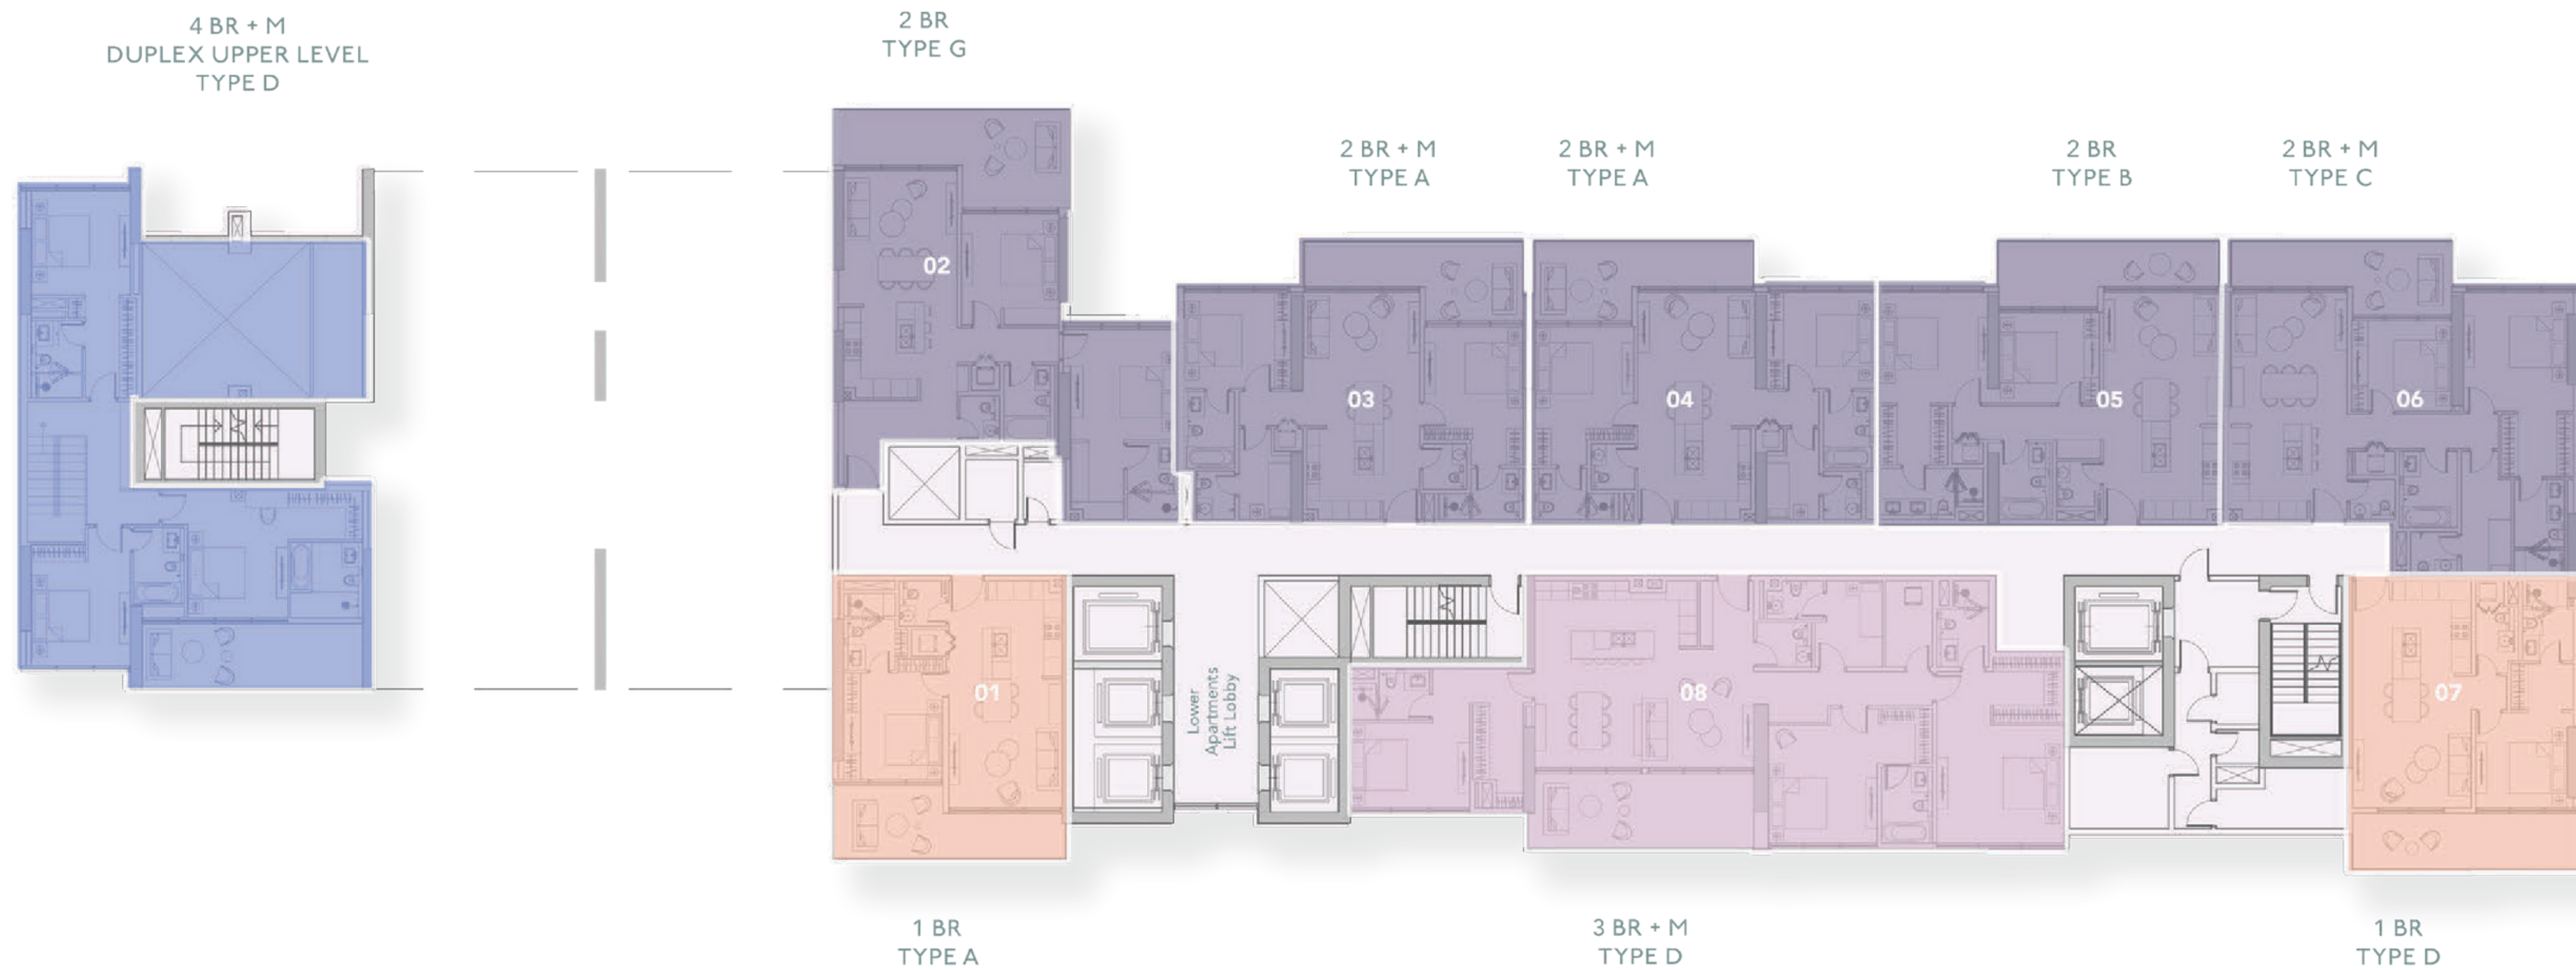 4 BR + M
DUPLEX UPPER LEVEL
TYPE D
2 BR
TYPE G
2 BR + M
TYPE A
2 BR + M
TYPE A
2 BR
TYPE B
2 BR + M
TYPE C
02
03
04
05
06
01
Lower
Apartments
Lift Lobby
08
07
1 BR
TYPE A
3 BR + M
TYPE D
1 BR
TYPE D